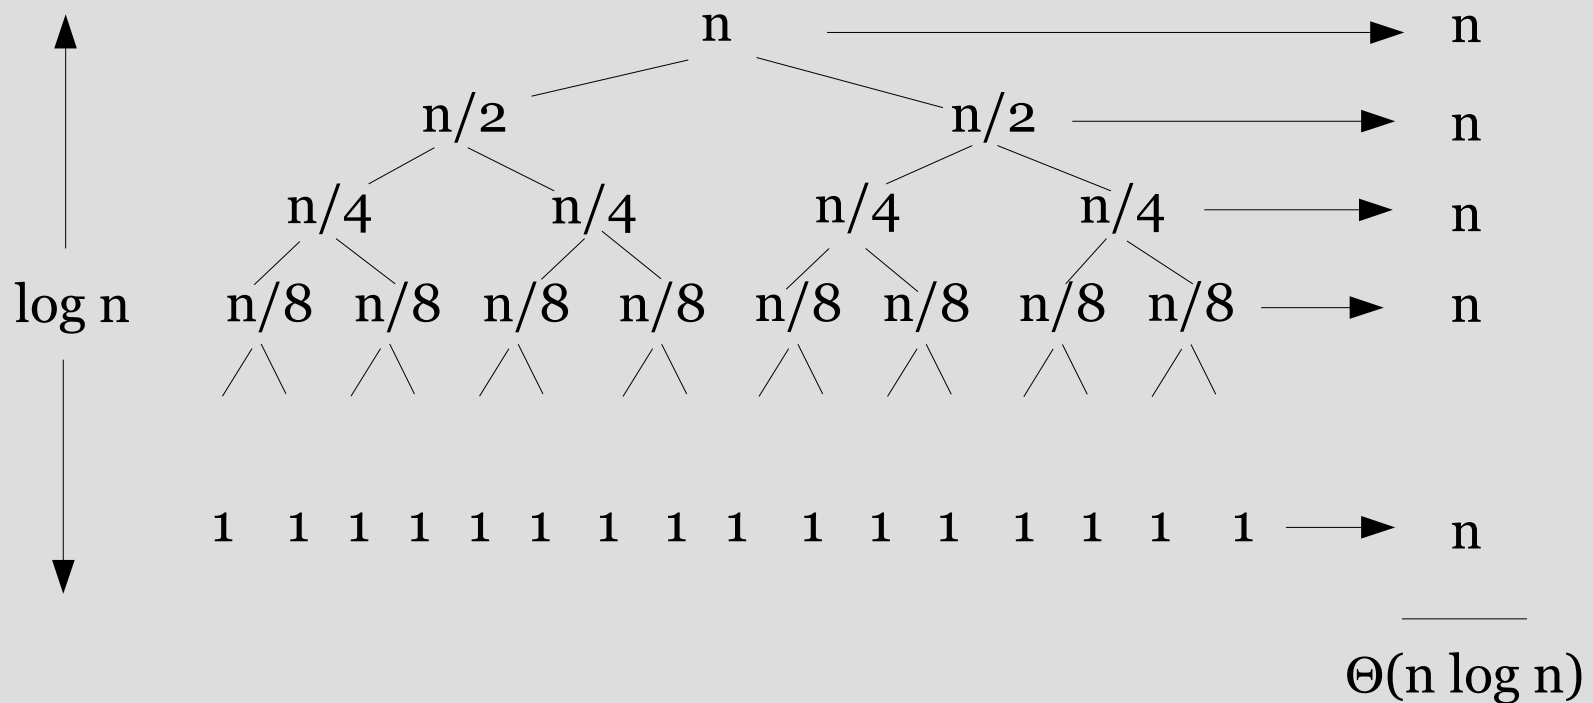 n n
n/2 n/2 n
n/4 n/4 n/4 n/4 n
log n n/8 n/8 n/8 n/8 n/8 n/8 n/8 n/8 n
1 1 1 1 1 1 1 1 1 1 1 1 1 1 1 1 n
Θ(n log n)